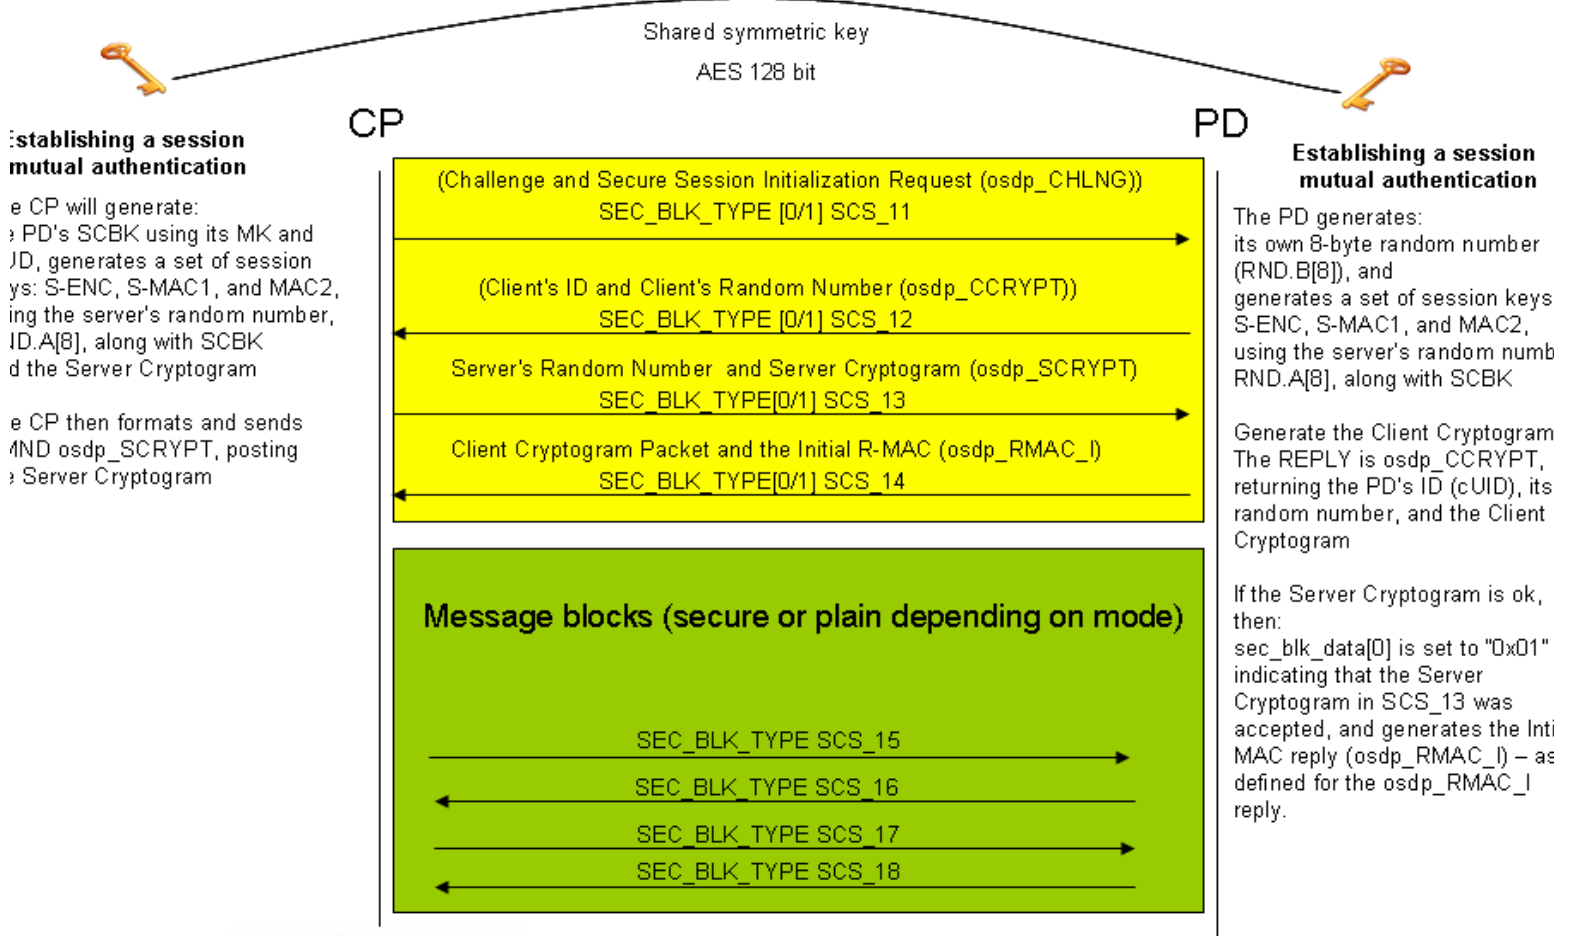 Shared symmetric key
AES 128 bit
CP
PD
stablishing a session
mutual authentication
e CP will generate:
PD's SCBK using its MK and
JD, generates a set of session
ys: S-ENC, S-MAC1, and MAC2,
ing the server's random number,
ID.A[8], along with SCBK
d the Server Cryptogram
e CP then formats and sends
MND osdp_SCRYPT, posting
e Server Cryptogram
(Challenge and Secure Session Initialization Request (osdp_CHLNG))
SEC_BLK_TYPE [0/1] SCS_11
(Client's ID and Client's Random Number (osdp_CCRYPT))
SEC_BLK_TYPE [0/1] SCS_12
Server's Random Number and Server Cryptogram (osdp_SCRYPT)
SEC_BLK_TYPE[0/1] SCS_13
Client Cryptogram Packet and the Initial R-MAC (osdp_RMAC_I)
SEC_BLK_TYPE[0/1] SCS_14
Message blocks (secure or plain depending on mode)
SEC_BLK_TYPE SCS_15
SEC_BLK_TYPE SCS_16
SEC_BLK_TYPE SCS_17
SEC_BLK_TYPE SCS_18
Establishing a session
mutual authentication
The PD generates:
its own 8-byte random number
(RND.B[8]), and
generates a set of session keys
S-ENC, S-MAC1, and MAC2,
using the server's random numb
RND.A[8], along with SCBK
Generate the Client Cryptogram
The REPLY is osdp_CCRYPT,
returning the PD's ID (cUID), its
random number, and the Client
Cryptogram
If the Server Cryptogram is ok,
then:
sec_blk_data[0] is set to "0x01"
indicating that the Server
Cryptogram in SCS_13 was
accepted, and generates the Inti
MAC reply (osdp_RMAC_I) – as
defined for the osdp_RMAC_I
reply.